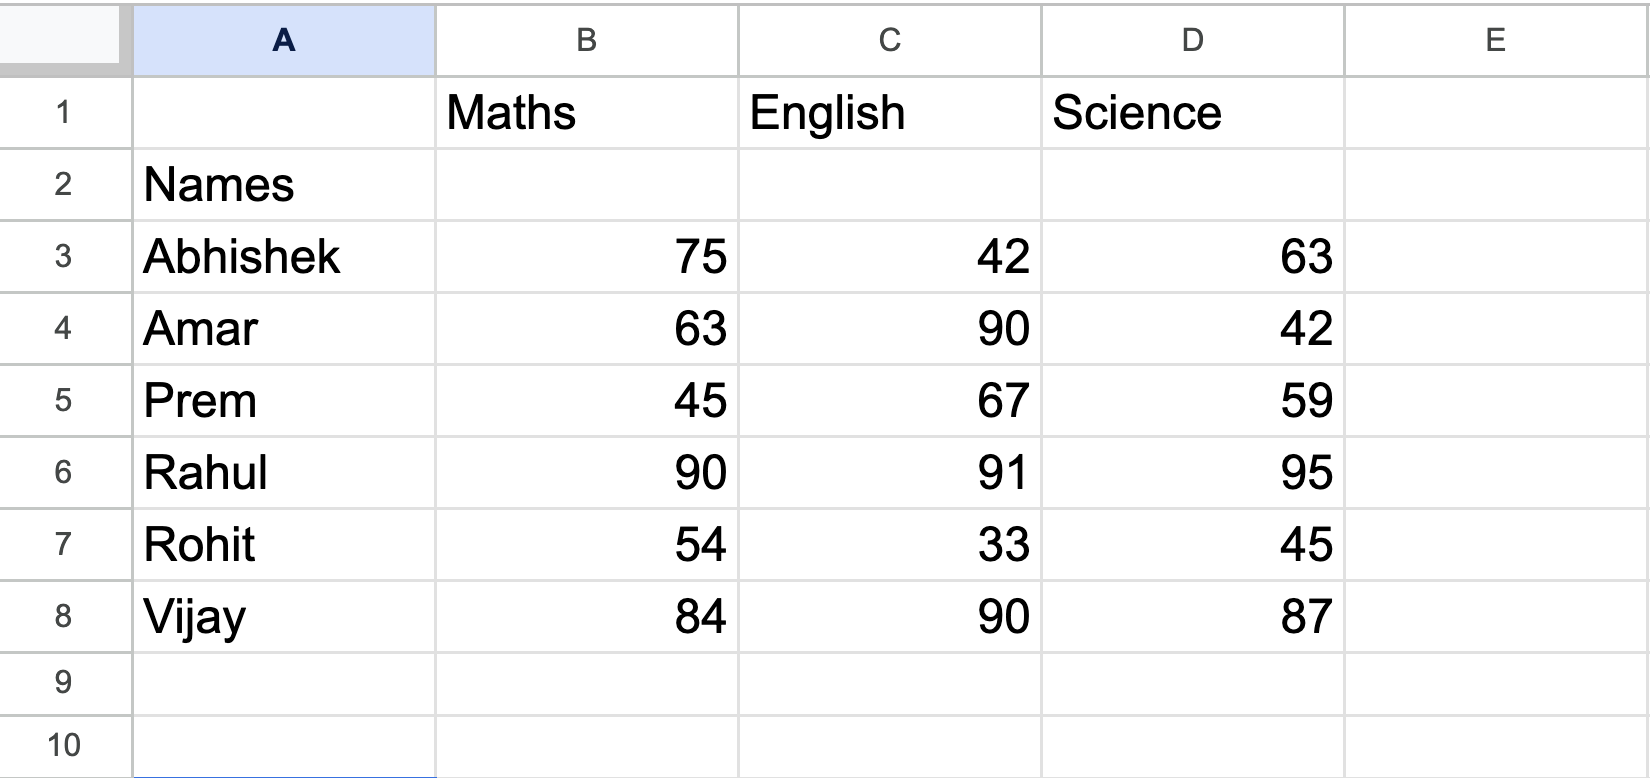 A B C D E
1 Maths English Science
2 Names
3 Abhishek 75 42 63
4 Amar 63 90 42
5 Prem 45 67 59
6 Rahul 90 91 95
7 Rohit 54 33 45
8 Vijay 84 90 87
9
10